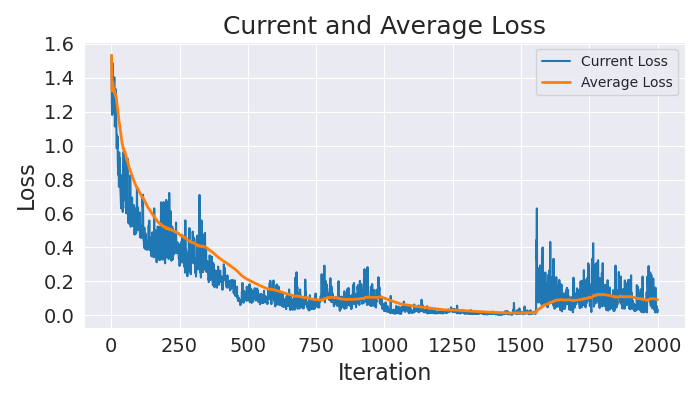 Current and Average Loss
1.6
1.4
1.2
1.0
0.8
0.6
0.4
0.2
0.0
Loss
Current Loss
Average Loss
0 250 500 750 1000 1250 1500 1750 2000
Iteration